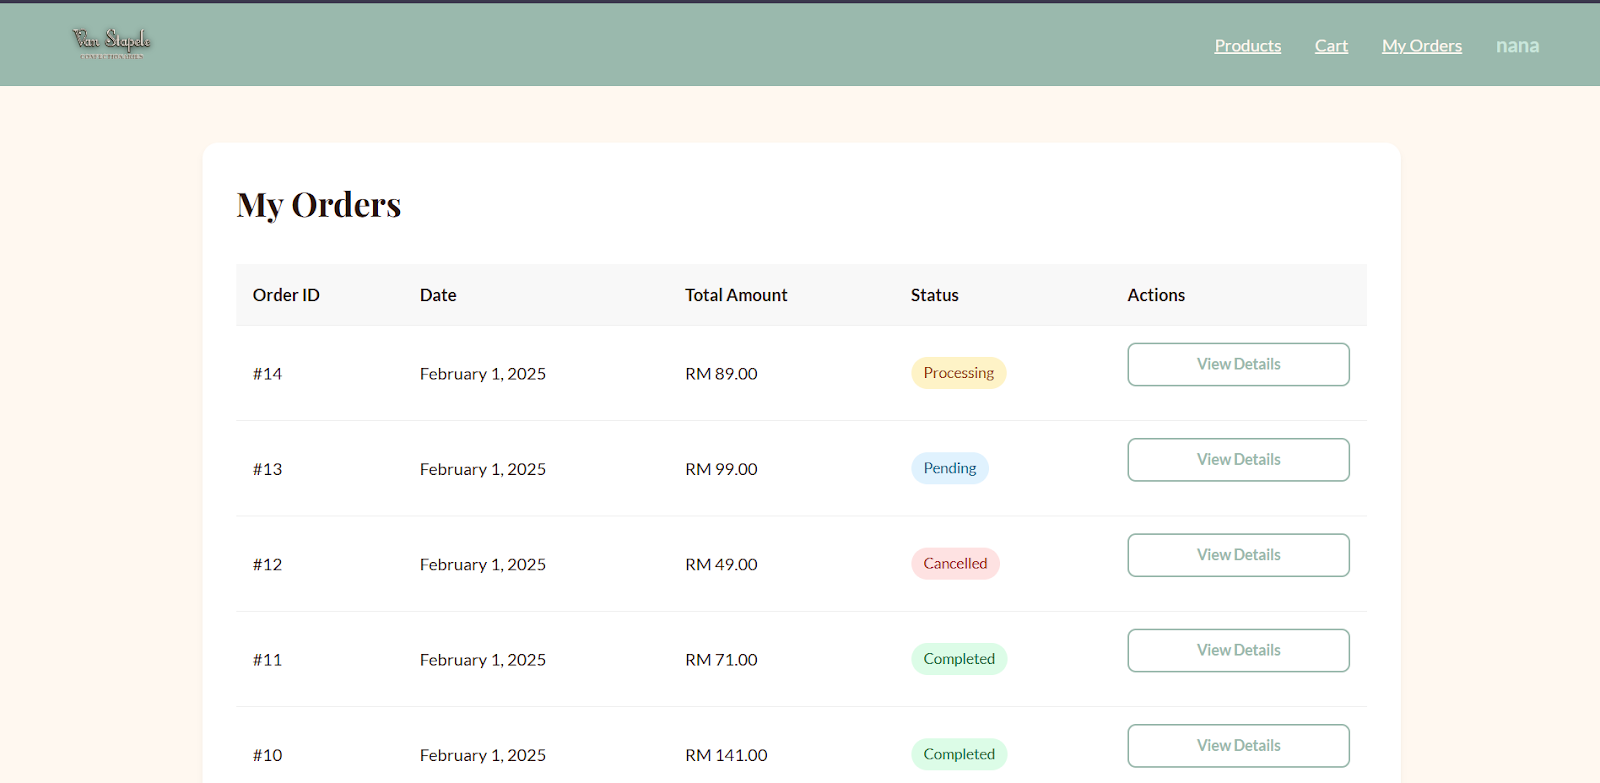 Van Stapele
Products Cart My Orders nana
My Orders
Order ID Date Total Amount Status Actions
#14 February 1, 2025 RM 89.00 Processing View Details
#13 February 1, 2025 RM 99.00 Pending View Details
#12 February 1, 2025 RM 49.00 Cancelled View Details
#11 February 1, 2025 RM 71.00 Completed View Details
#10 February 1, 2025 RM 141.00 Completed View Details